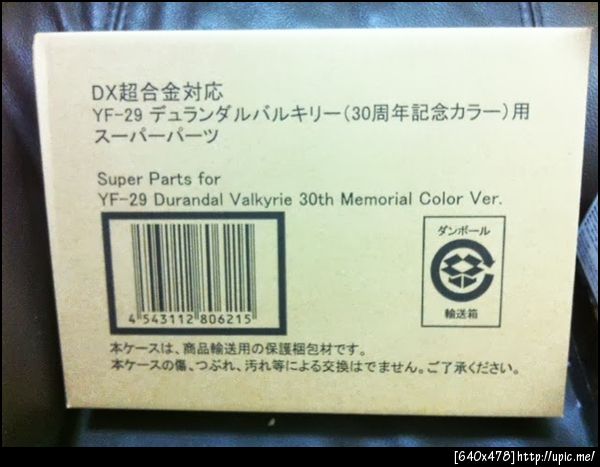 DX超合金対応
YF-29 デュランダルバルキリー(30周年記念カラー)用
スーパーパーツ
Super Parts for
YF-29 Durandal Valkyrie 30th Memorial Color Ver.
4 543112 806215
ダンボール
輸送箱
本ケースは、商品輸送用の保護梱包材です。
本ケースの傷、つぶれ、汚れ等による交換はできません。ご了承ください。
[640x478]http://upic.me/